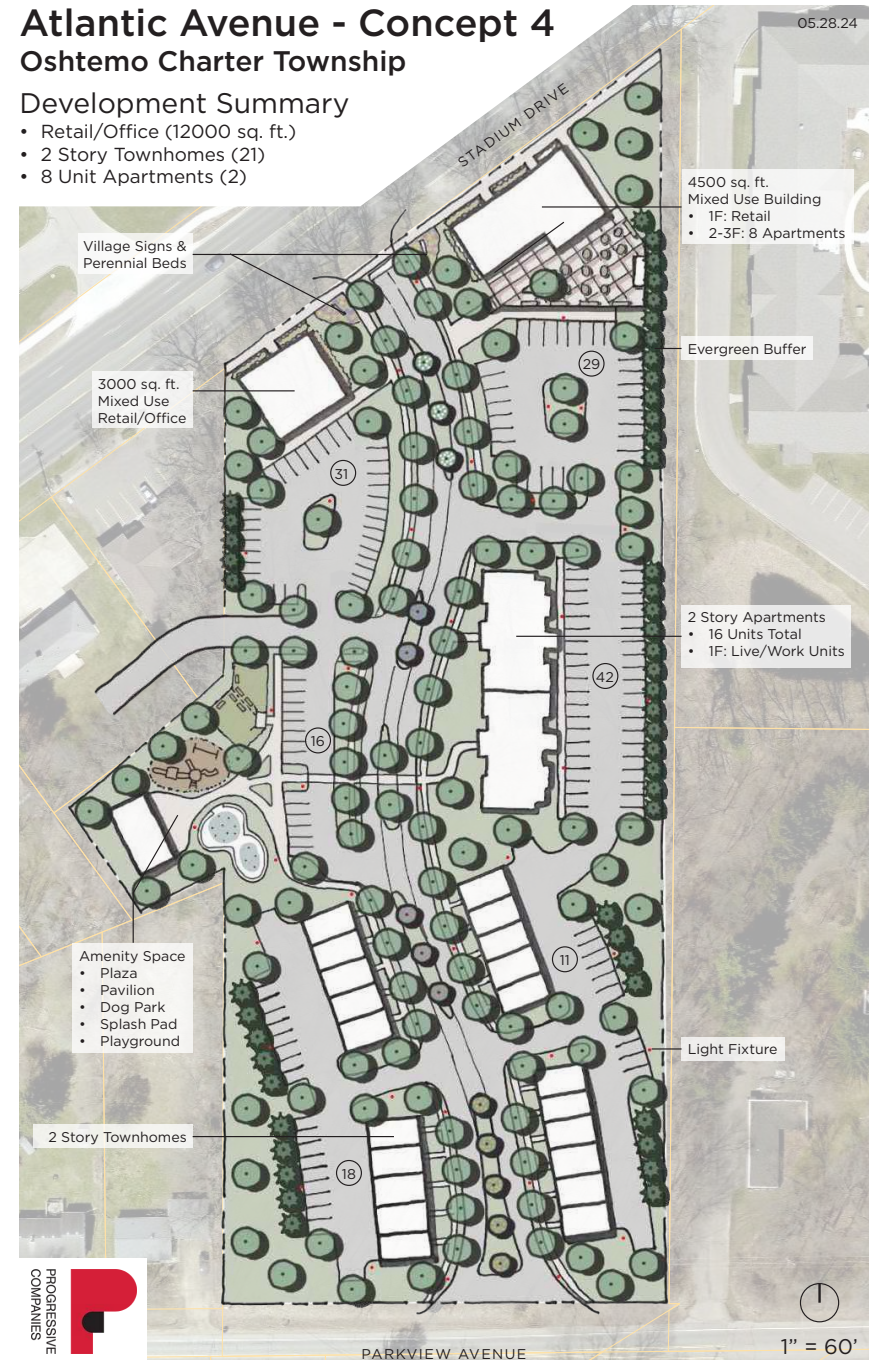 Atlantic Avenue - Concept 4
05.28.24
Oshtemo Charter Township
Development Summary
• Retail/Office (12000 sq. ft.)
• 2 Story Townhomes (21)
• 8 Unit Apartments (2)
STADIUM DRIVE
4500 sq. ft.
Mixed Use Building
• 1F: Retail
• 2-3F: 8 Apartments
Village Signs &
Perennial Beds
Evergreen Buffer
29
3000 sq. ft.
Mixed Use
Retail/Office
31
2 Story Apartments
• 16 Units Total
• 1F: Live/Work Units
42
16
Amenity Space
• Plaza
• Pavilion
• Dog Park
• Splash Pad
• Playground
11
Light Fixture
2 Story Townhomes
18
PROGRESSIVE
COMPANIES
1” = 60’
PARKVIEW AVENUE